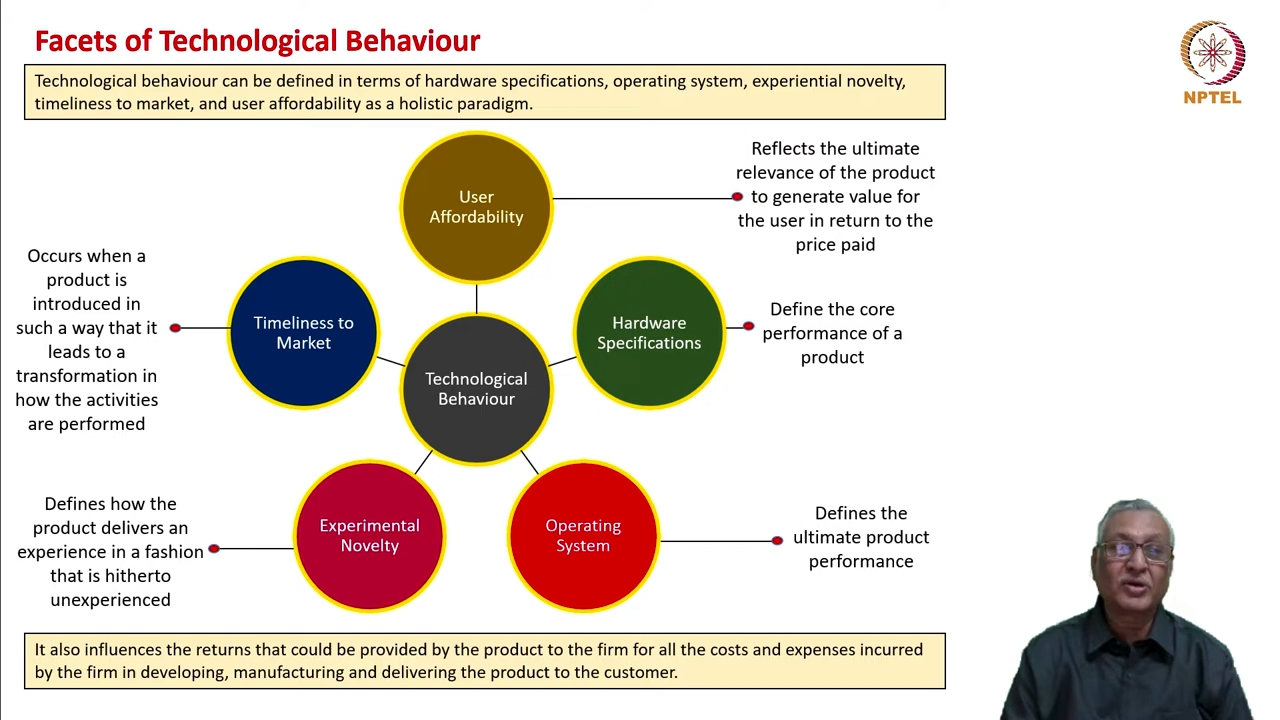 Facets of Technological Behaviour
NPTEL
Technological behaviour can be defined in terms of hardware specifications, operating system, experiential novelty,
timeliness to market, and user affordability as a holistic paradigm.
User
Affordability
Reflects the ultimate
relevance of the product
to generate value for
the user in return to the
price paid
Occurs when a
product is
introduced in
such a way that it
leads to a
transformation in
how the activities
are performed
Timeliness to
Market
Hardware
Specifications
Define the core
performance of a
product
Technological
Behaviour
Defines how the
product delivers an
experience in a fashion
that is hitherto
unexperienced
Experimental
Novelty
Operating
System
Defines the
ultimate product
performance
It also influences the returns that could be provided by the product to the firm for all the costs and expenses incurred
by the firm in developing, manufacturing and delivering the product to the customer.